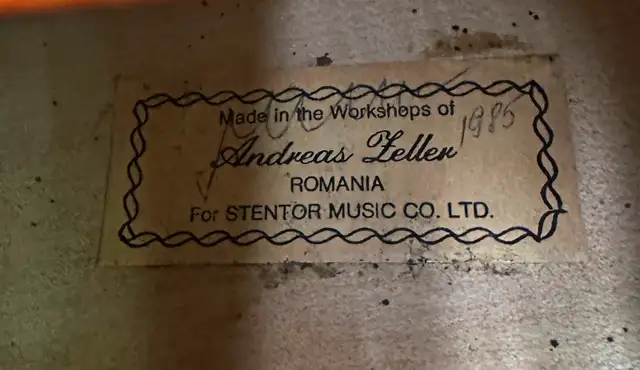 Made in the Workshops of
1985
Andreas Zeller
ROMANIA
For STENTOR MUSIC CO. LTD.